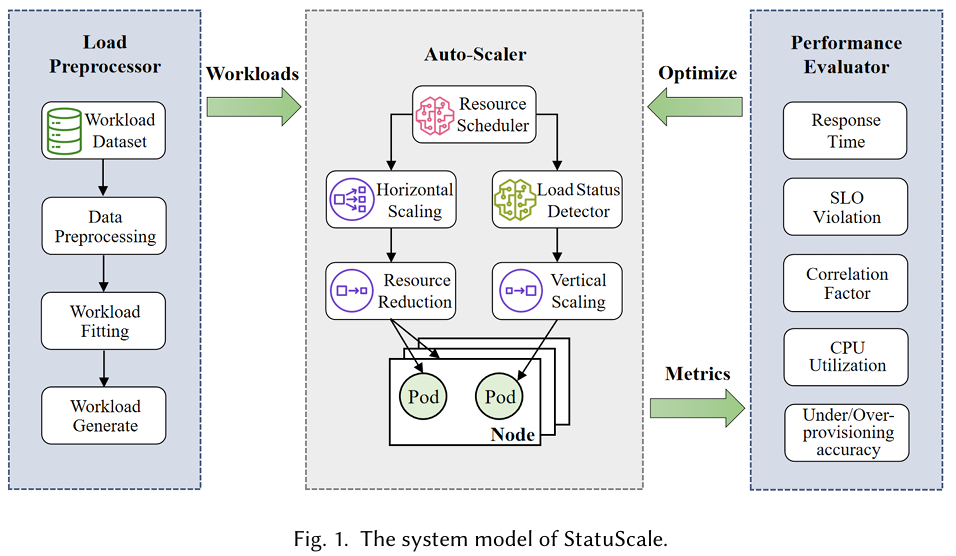 Load
Preprocessor
Workload
Dataset
Data
Preprocessing
Workload
Fitting
Workload
Generate
Workloads
Auto-Scaler
Resource
Scheduler
Horizontal
Scaling
Load Status
Detector
Resource
Reduction
Vertical
Scaling
Pod
Pod
Node
Optimize
Metrics
Performance
Evaluator
Response
Time
SLO
Violation
Correlation
Factor
CPU
Utilization
Under/Over-
provisioning
accuracy
Fig. 1. The system model of StatuScale.